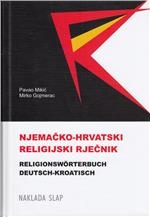 Pavao Mikić
Mirko Gojmerac
NJEMAČKO-HRVATSKI
RELIGIJSKI RJEČNIK
RELIGIONSWÖRTERBUCH
DEUTSCH-KROATISCH
NAKLADA SLAP